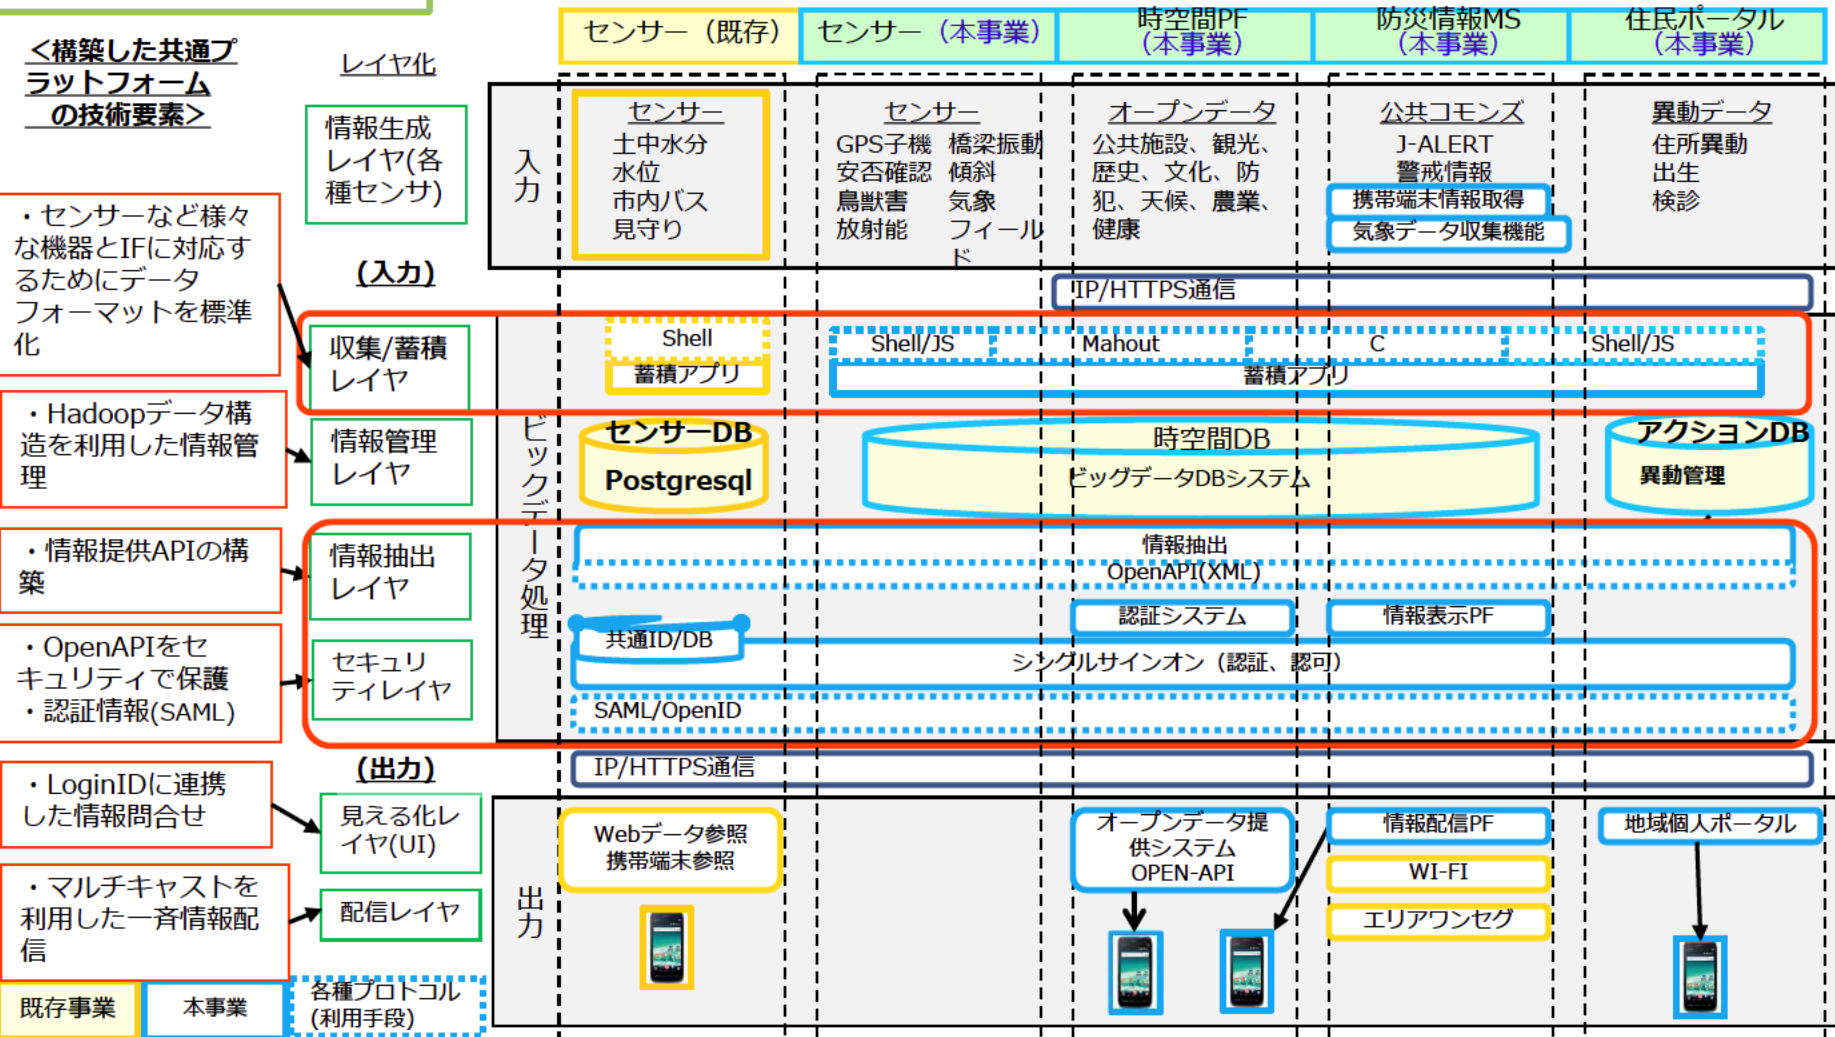 センサー（既存）
センサー（本事業）
時空間PF
（本事業）
防災情報MS
（本事業）
住民ポータル
（本事業）
＜構築した共通プ
ラットフォーム
の技術要素＞
レイヤ化
情報生成
レイヤ(各
種センサ)
入力
センサー
土中水分
水位
市内バス
見守り
センサー
GPS子機 橋梁振動
安否確認 傾斜
鳥獣害 気象
放射能 フィール
ド
オープンデータ
公共施設、観光、
歴史、文化、防
犯、天候、農業、
健康
公共コモンズ
J-ALERT
警戒情報
携帯端末情報取得
気象データ収集機能
異動データ
住所異動
出生
検診
・センサーなど様々
な機器とIFに対応す
るためにデータ
フォーマットを標準
化
(入力)
IP/HTTPS通信
収集/蓄積
レイヤ
Shell
蓄積アプリ
Shell/JS
Mahout
C
Shell/JS
蓄積アプリ
ビックデータ処理
・Hadoopデータ構
造を利用した情報管
理
情報管理
レイヤ
センサーDB
Postgresql
時空間DB
ビッグデータDBシステム
アクションDB
異動管理
・情報提供APIの構
築
情報抽出
レイヤ
情報抽出
OpenAPI(XML)
認証システム
情報表示PF
・OpenAPIをセ
キュリティで保護
・認証情報(SAML)
セキュリ
ティレイヤ
共通ID/DB
シングルサインオン（認証、認可）
SAML/OpenID
(出力)
IP/HTTPS通信
・LoginIDに連携
した情報問合せ
見える化レ
イヤ(UI)
出力
Webデータ参照
携帯端末参照
オープンデータ提
供システム
OPEN-API
情報配信PF
WI-FI
エリアワンセグ
地域個人ポータル
・マルチキャストを
利用した一斉情報配
信
配信レイヤ
既存事業
本事業
各種プロトコル
(利用手段)